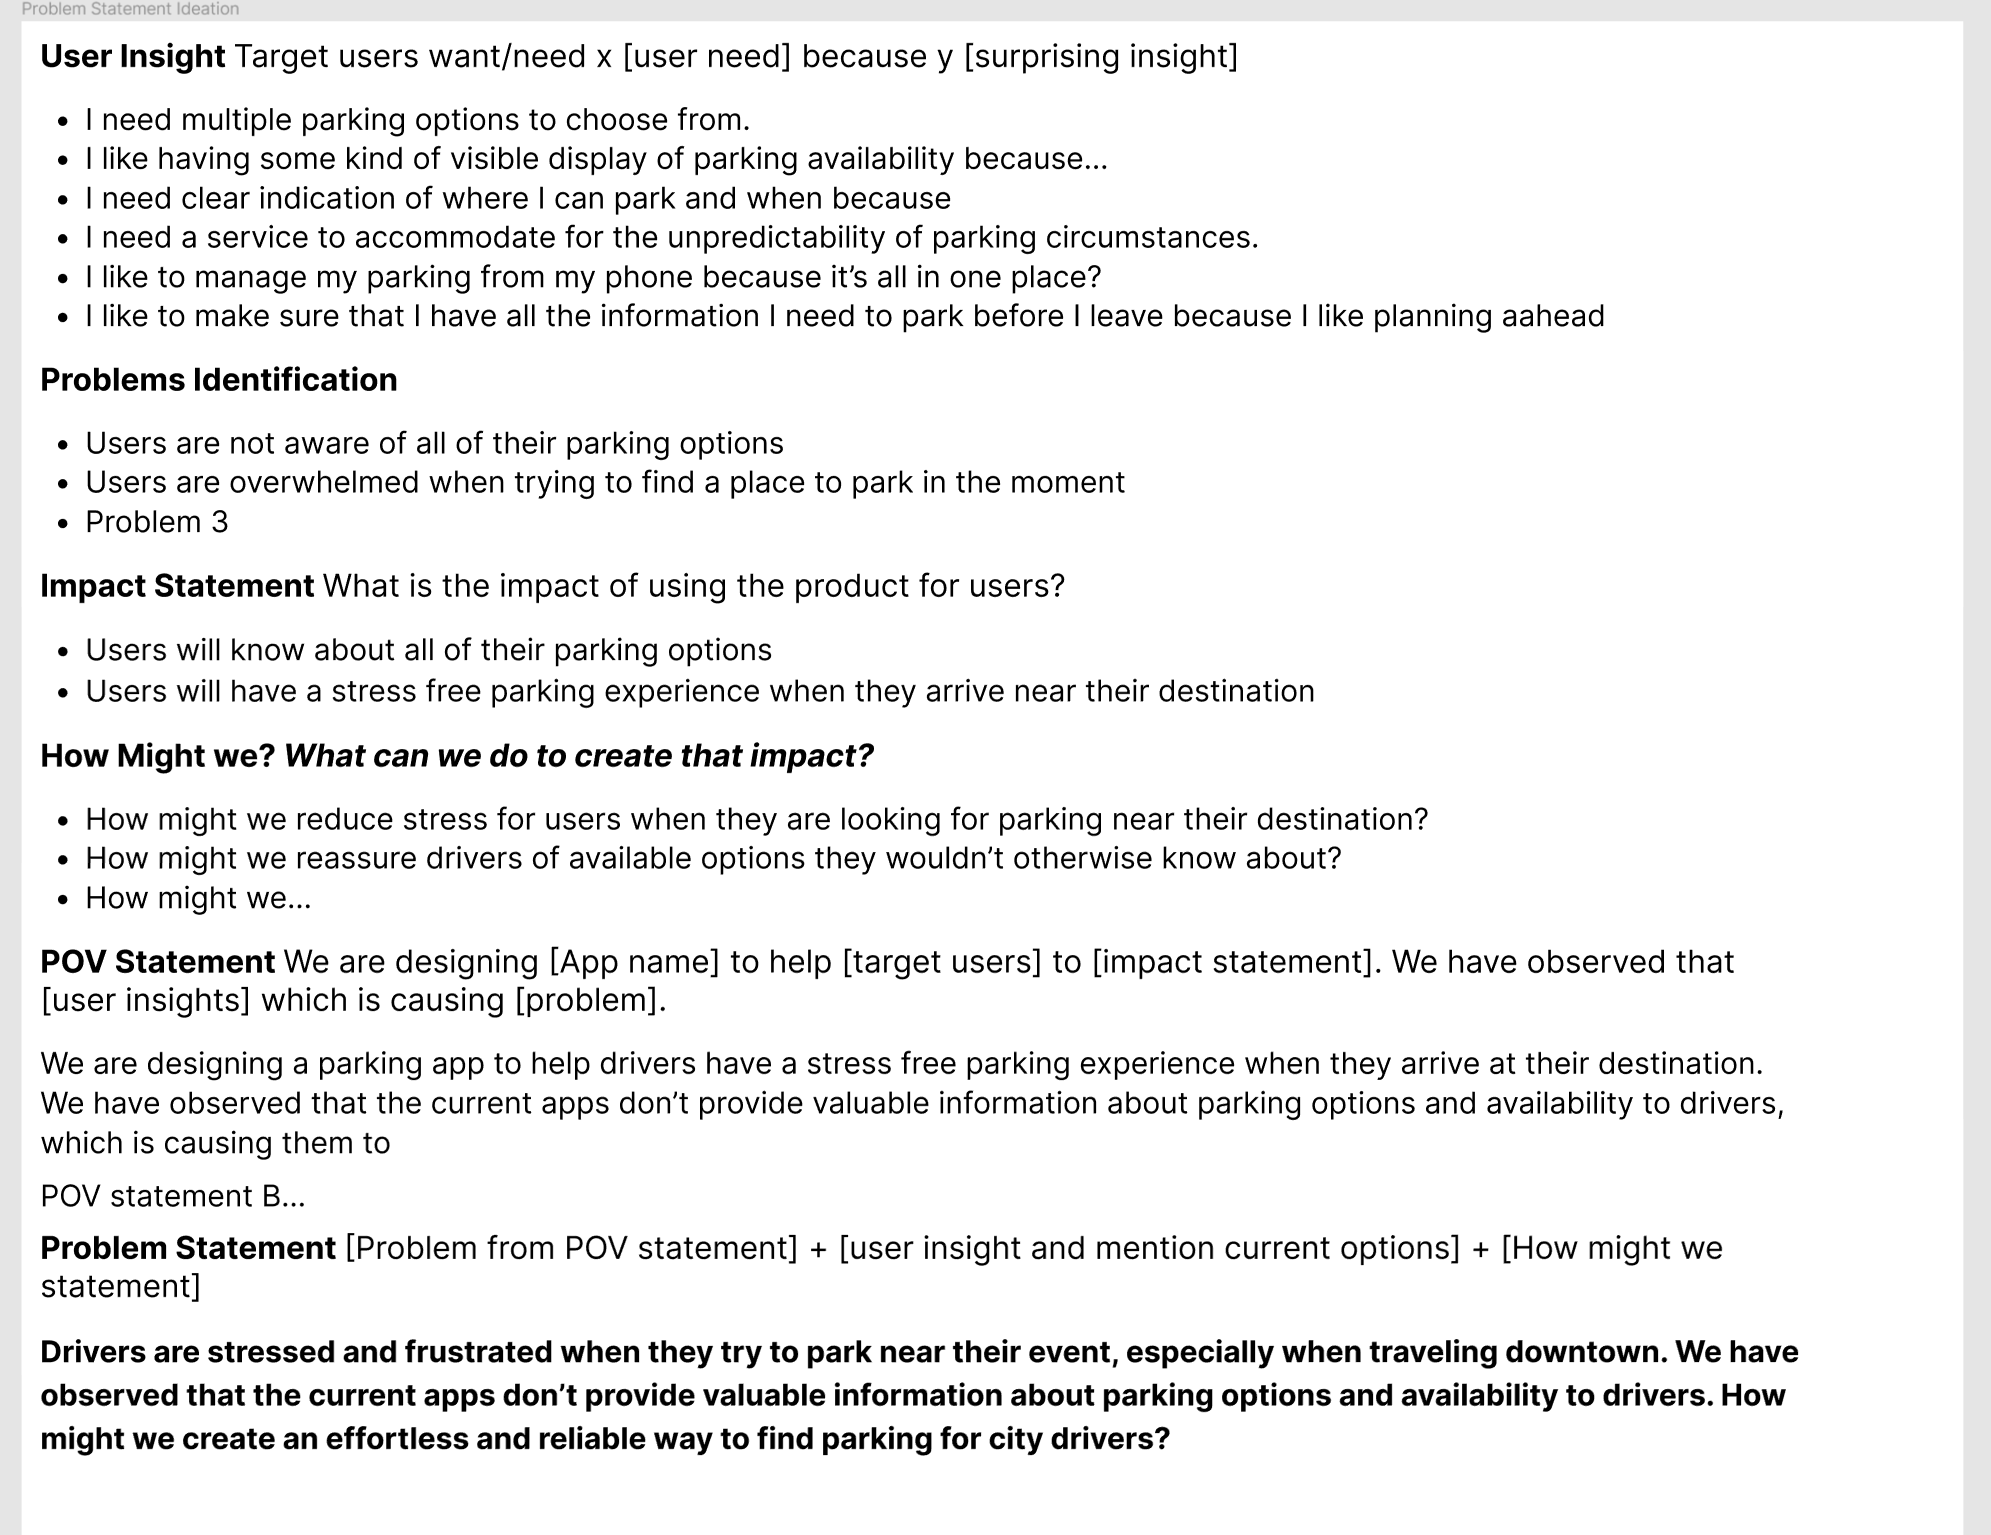 Problem Statement Ideation
User Insight Target users want/need x [user need] because y [surprising insight]
• I need multiple parking options to choose from.
• I like having some kind of visible display of parking availability because...
• I need clear indication of where I can park and when because
• I need a service to accommodate for the unpredictability of parking circumstances.
• I like to manage my parking from my phone because it’s all in one place?
• I like to make sure that I have all the information I need to park before I leave because I like planning aahead
Problems Identification
• Users are not aware of all of their parking options
• Users are overwhelmed when trying to find a place to park in the moment
• Problem 3
Impact Statement What is the impact of using the product for users?
• Users will know about all of their parking options
• Users will have a stress free parking experience when they arrive near their destination
How Might we? What can we do to create that impact?
• How might we reduce stress for users when they are looking for parking near their destination?
• How might we reassure drivers of available options they wouldn’t otherwise know about?
• How might we...
POV Statement We are designing [App name] to help [target users] to [impact statement]. We have observed that
[user insights] which is causing [problem].
We are designing a parking app to help drivers have a stress free parking experience when they arrive at their destination.
We have observed that the current apps don’t provide valuable information about parking options and availability to drivers,
which is causing them to
POV statement B...
Problem Statement [Problem from POV statement] + [user insight and mention current options] + [How might we
statement]
Drivers are stressed and frustrated when they try to park near their event, especially when traveling downtown. We have
observed that the current apps don’t provide valuable information about parking options and availability to drivers. How
might we create an effortless and reliable way to find parking for city drivers?